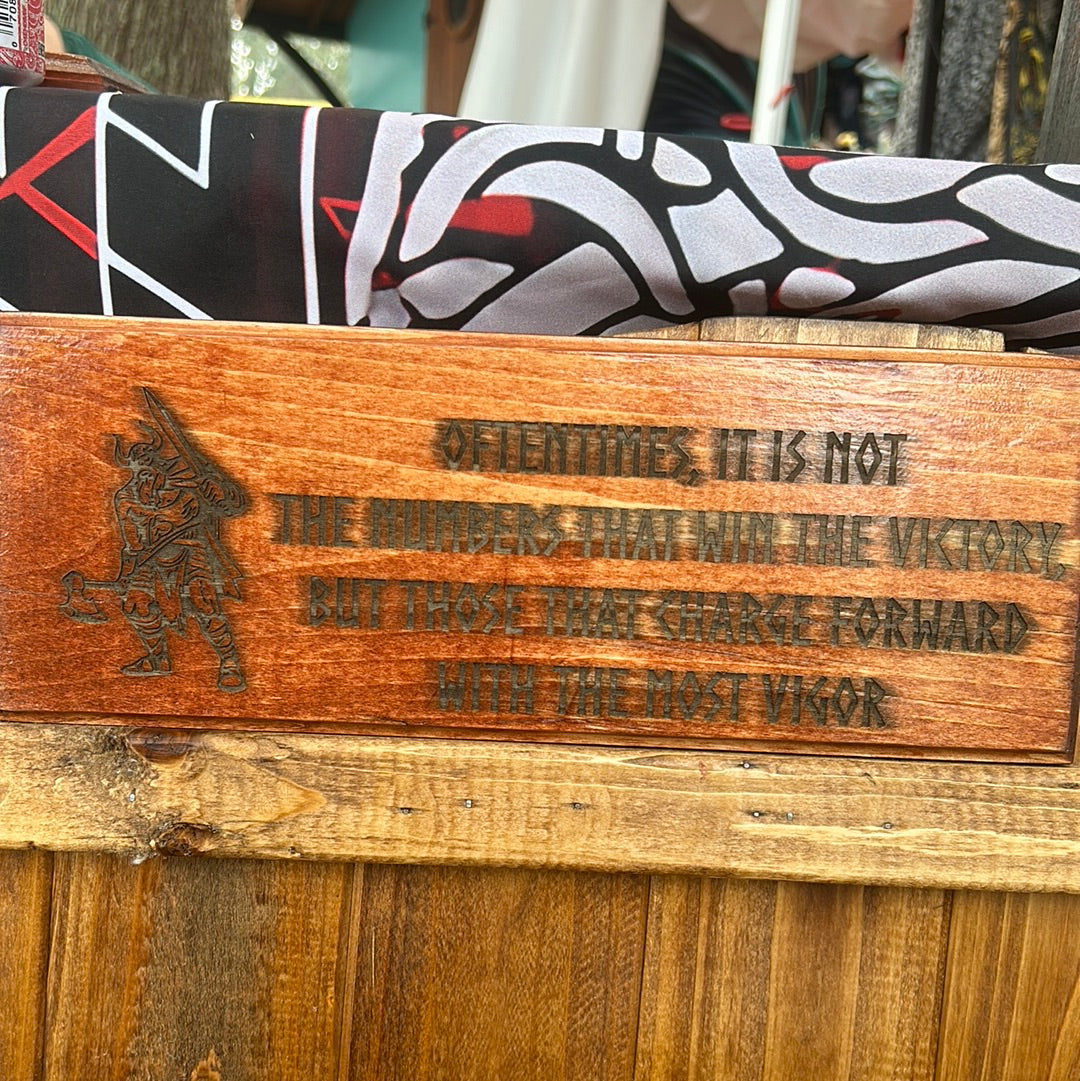 OFTENTIMES, IT IS NOT
THE NUMBERS THAT WIN THE VICTORY,
BUT THOSE THAT CHARGE FORWARD
WITH THE MOST VIGOR